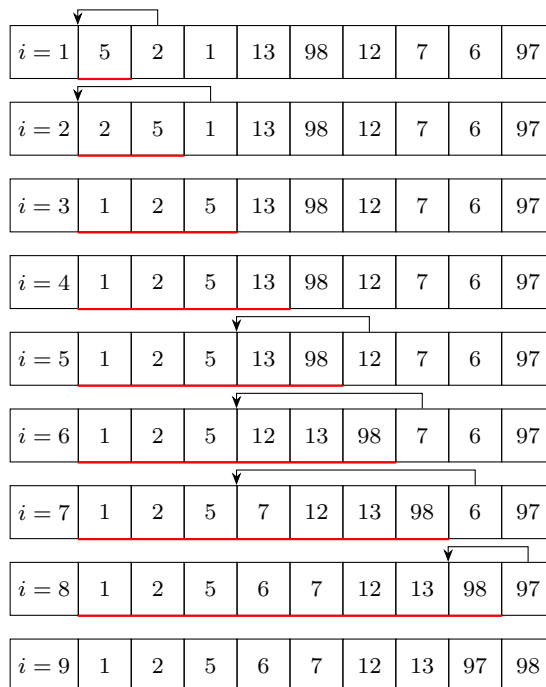 i = 1 5 2 1 13 98 12 7 6 97
i = 2 2 5 1 13 98 12 7 6 97
i = 3 1 2 5 13 98 12 7 6 97
i = 4 1 2 5 13 98 12 7 6 97
i = 5 1 2 5 13 98 12 7 6 97
i = 6 1 2 5 12 13 98 7 6 97
i = 7 1 2 5 7 12 13 98 6 97
i = 8 1 2 5 6 7 12 13 98 97
i = 9 1 2 5 6 7 12 13 97 98